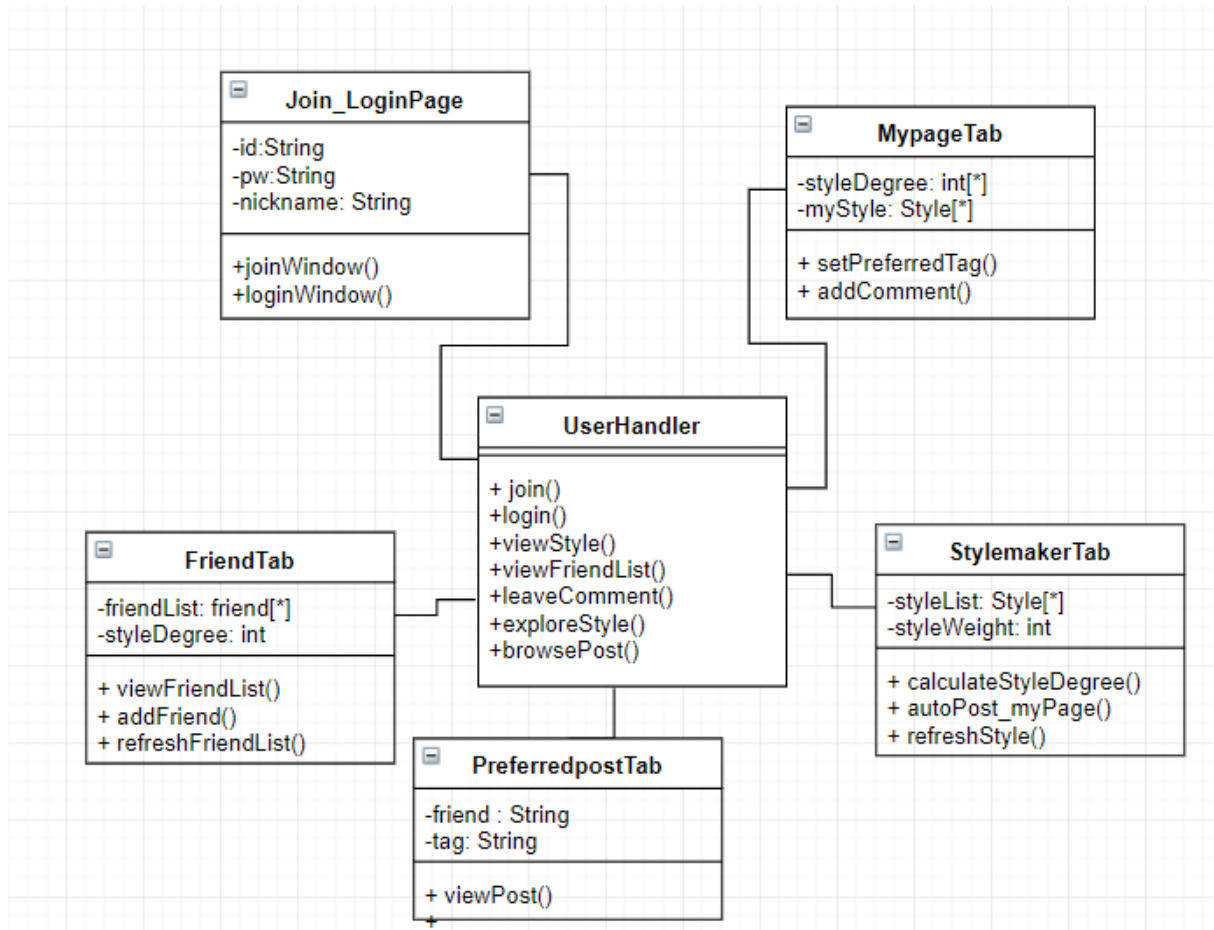 Join_LoginPage
-id:String
-pw:String
-nickname: String
+joinWindow()
+loginWindow()
MypageTab
-styleDegree: int[*]
-myStyle: Style[*]
+ setPreferredTag()
+ addComment()
UserHandler
+ join()
+login()
+viewStyle()
+viewFriendList()
+leaveComment()
+exploreStyle()
+browsePost()
FriendTab
-friendList: friend[*]
-styleDegree: int
+ viewFriendList()
+ addFriend()
+ refreshFriendList()
StylemakerTab
-styleList: Style[*]
-styleWeight: int
+ calculateStyleDegree()
+ autoPost_myPage()
+ refreshStyle()
PreferredpostTab
-friend : String
-tag: String
+ viewPost()
+